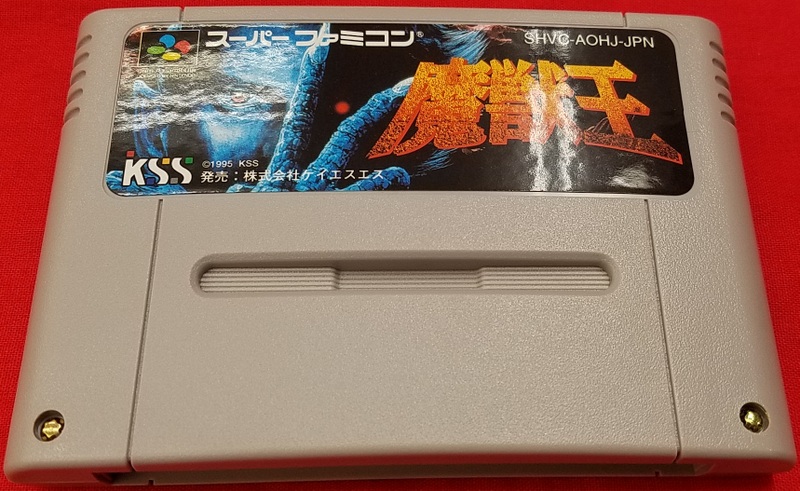 スーパーファミコン®
SHVC-AOHJ-JPN
魔獣王
KSS
©1995 KSS
発売：株式会社ケイエスエス